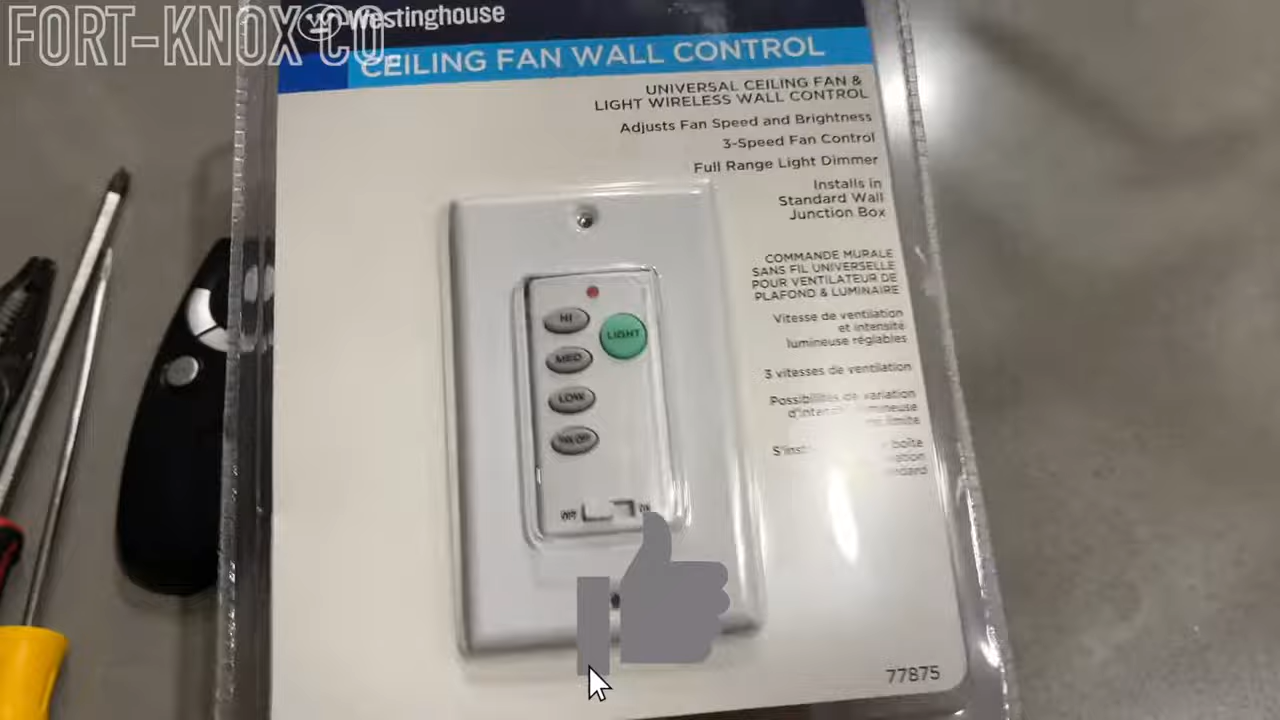 FORT-KNOX CO
Westinghouse
CEILING FAN WALL CONTROL
UNIVERSAL CEILING FAN &
LIGHT WIRELESS WALL CONTROL
Adjusts Fan Speed and Brightness
3-Speed Fan Control
Full Range Light Dimmer
Installs in
Standard Wall
Junction Box
COMMANDE MURALE
SANS FIL UNIVERSELLE
POUR VENTILATEUR DE
PLAFOND & LUMINAIRE
Vitesse de ventilation
et intensité
lumineuse réglables
3 vitesses de ventilation
Possibilités de variation
HI
LIGHT
MED
LOW
OFF
77875